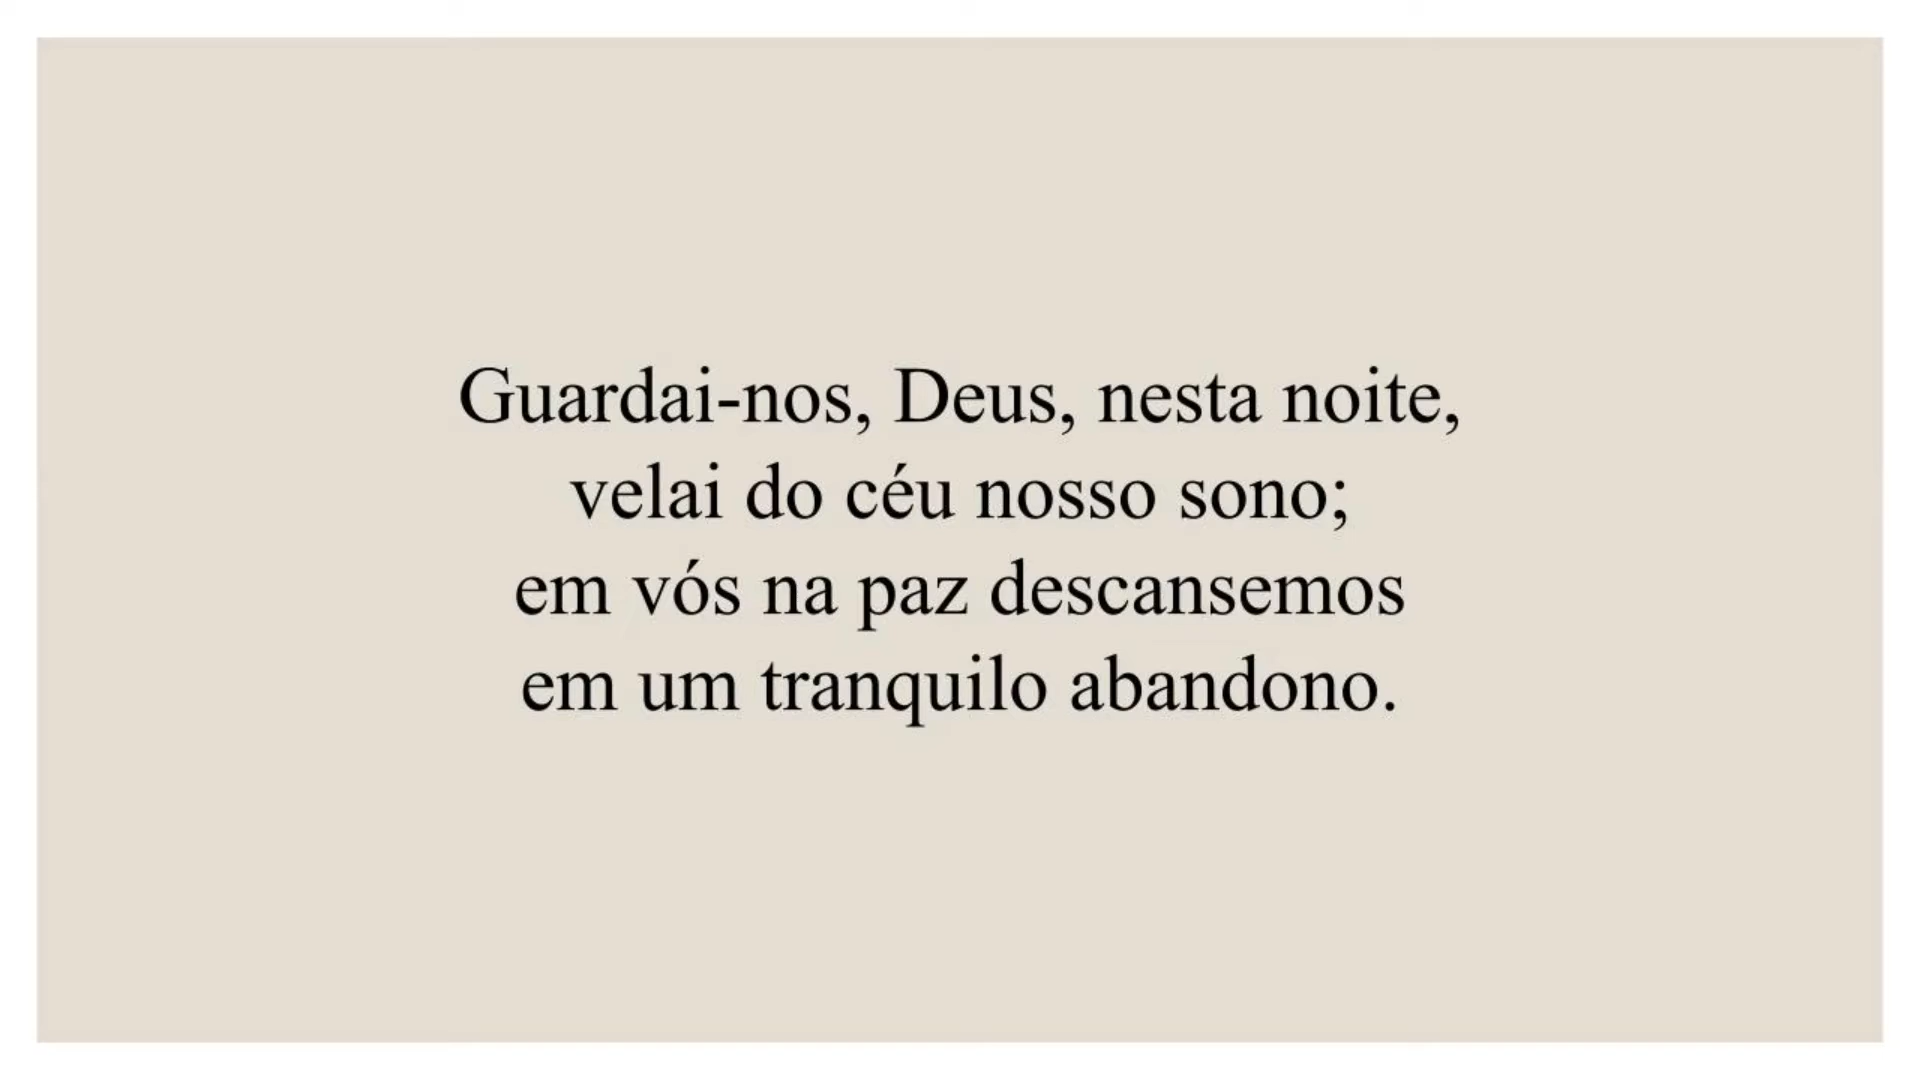 Guardai-nos, Deus, nesta noite,
velai do céu nosso sono;
em vós na paz descansemos
em um tranquilo abandono.